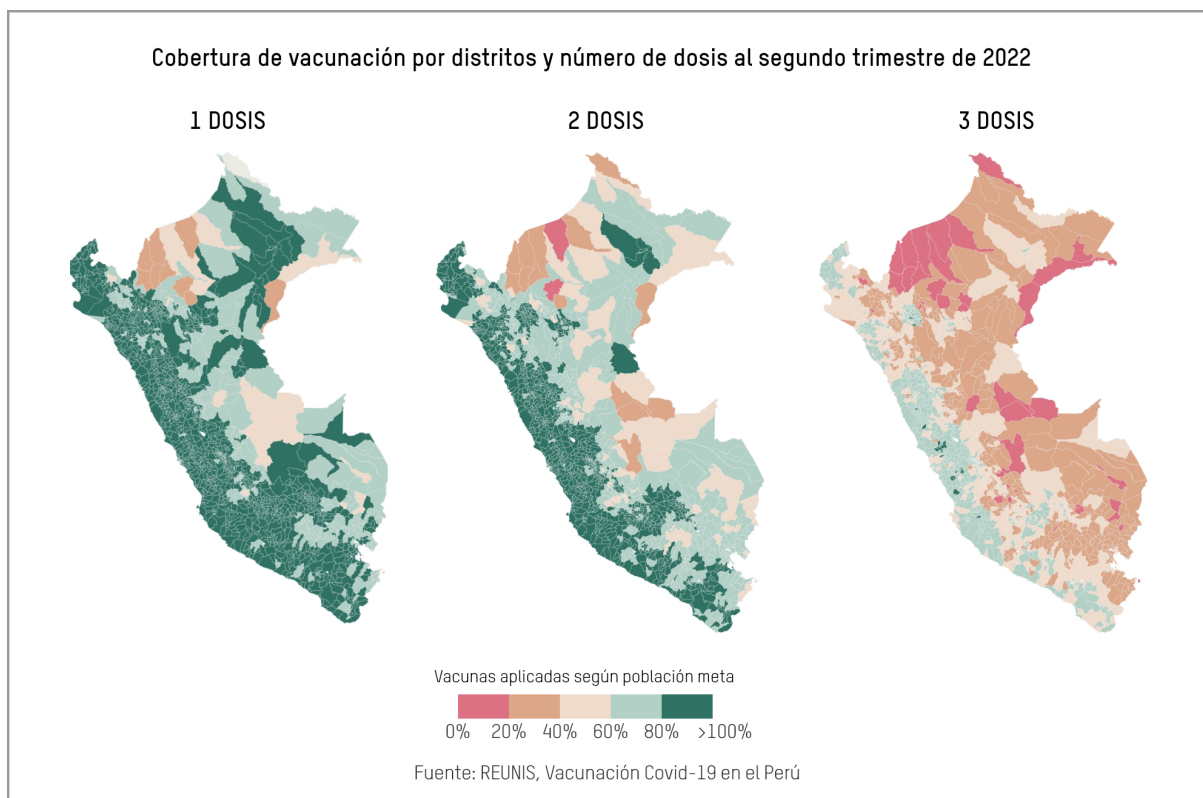 Cobertura de vacunación por distritos y número de dosis al segundo trimestre de 2022
1 DOSIS
2 DOSIS
3 DOSIS
Vacunas aplicadas según población meta
0% 20% 40% 60% 80% >100%
Fuente: REUNIS, Vacunación Covid-19 en el Perú